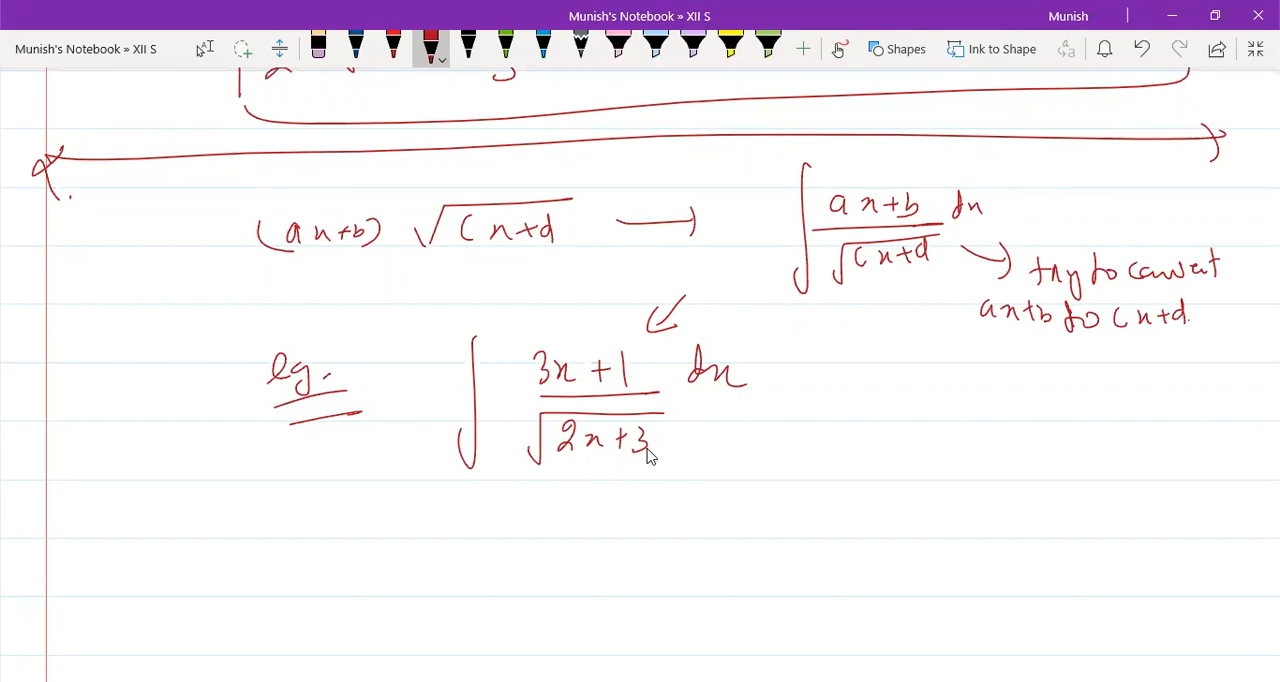 Munish's Notebook » XII S
Munish
Munish's Notebook » XII S
Shapes
Ink to Shape
(ax+b) √(cx+d) → ∫ (ax+b)/√(cx+d) dx
try to convert
ax+b to cx+d
eg. ∫ (3x+1)/√(2x+3) dx